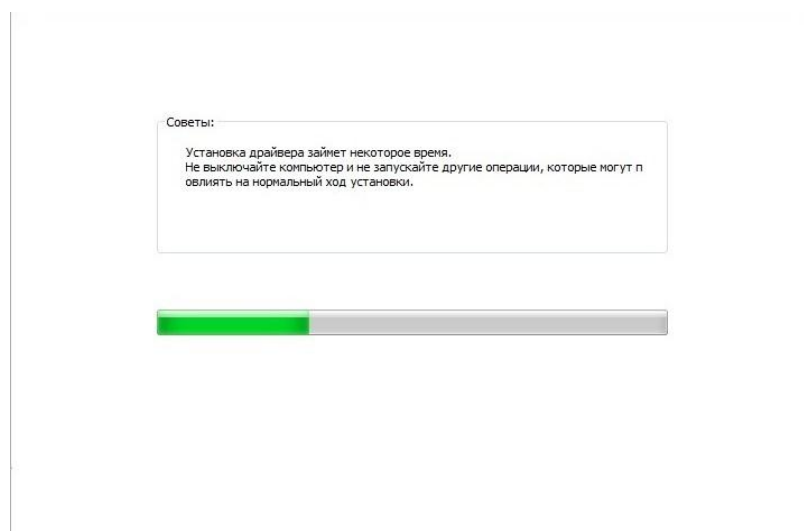 Советы:
Установка драйвера займет некоторое время.
Не выключайте компьютер и не запускайте другие операции, которые могут п
овлиять на нормальный ход установки.